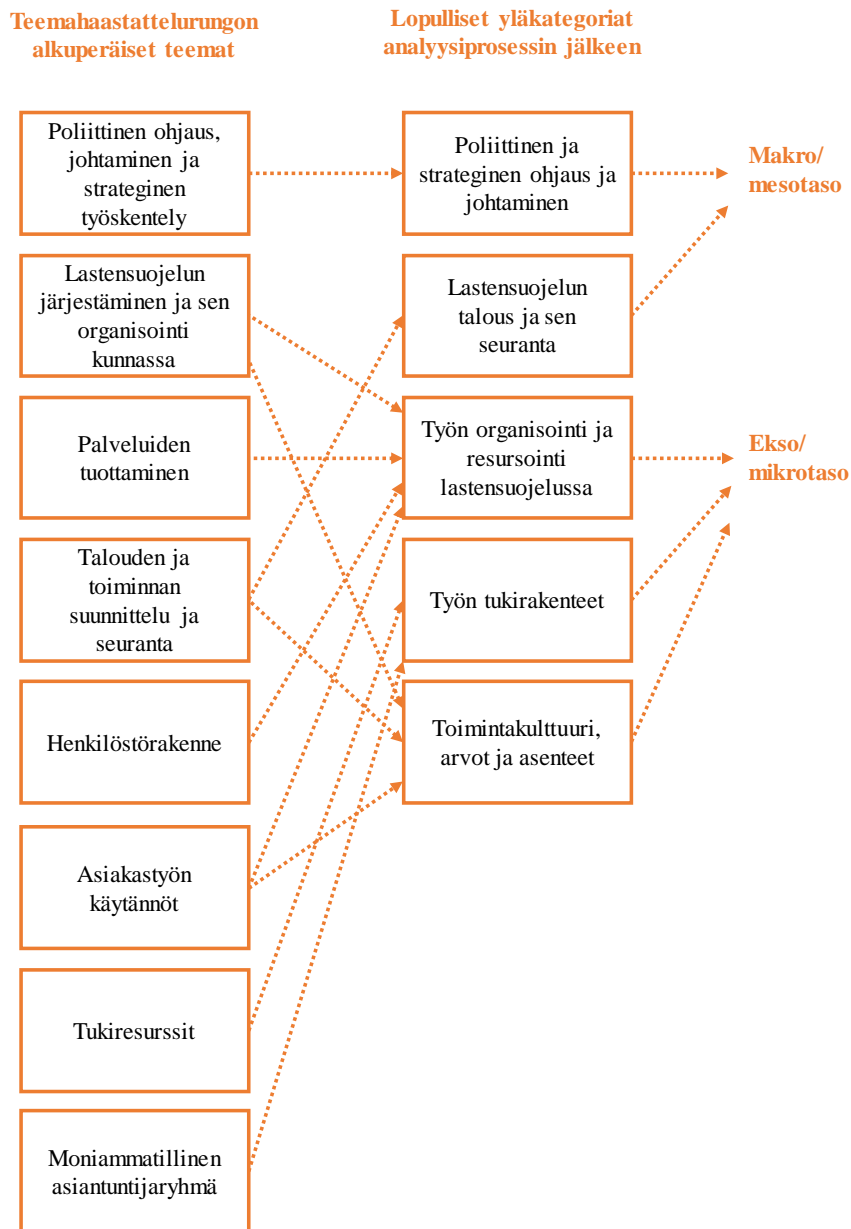 Teemahaastattelurungon
alkuperäiset teemat
Lopulliset yläkategoriat
analyysiprosessin jälkeen
Poliittinen ohjaus,
johtaminen ja
strateginen
työskentely
Lastensuojelun
järjestäminen ja sen
organisointi
kunnassa
Palveluiden
tuottaminen
Talouden ja
toiminnan
suunnittelu ja
seuranta
Henkilöstörakenne
Asiakastyön
käytännöt
Tukiresurssit
Moniammatillinen
asiantuntijaryhmä
Poliittinen ja
strateginen ohjaus ja
johtaminen
Lastensuojelun
talous ja sen
seuranta
Työn organisointi ja
resursointi
lastensuojelussa
Työn tukirakenteet
Toimintakulttuuri,
arvot ja asenteet
Makro/
mesotaso
Ekso/
mikrotaso